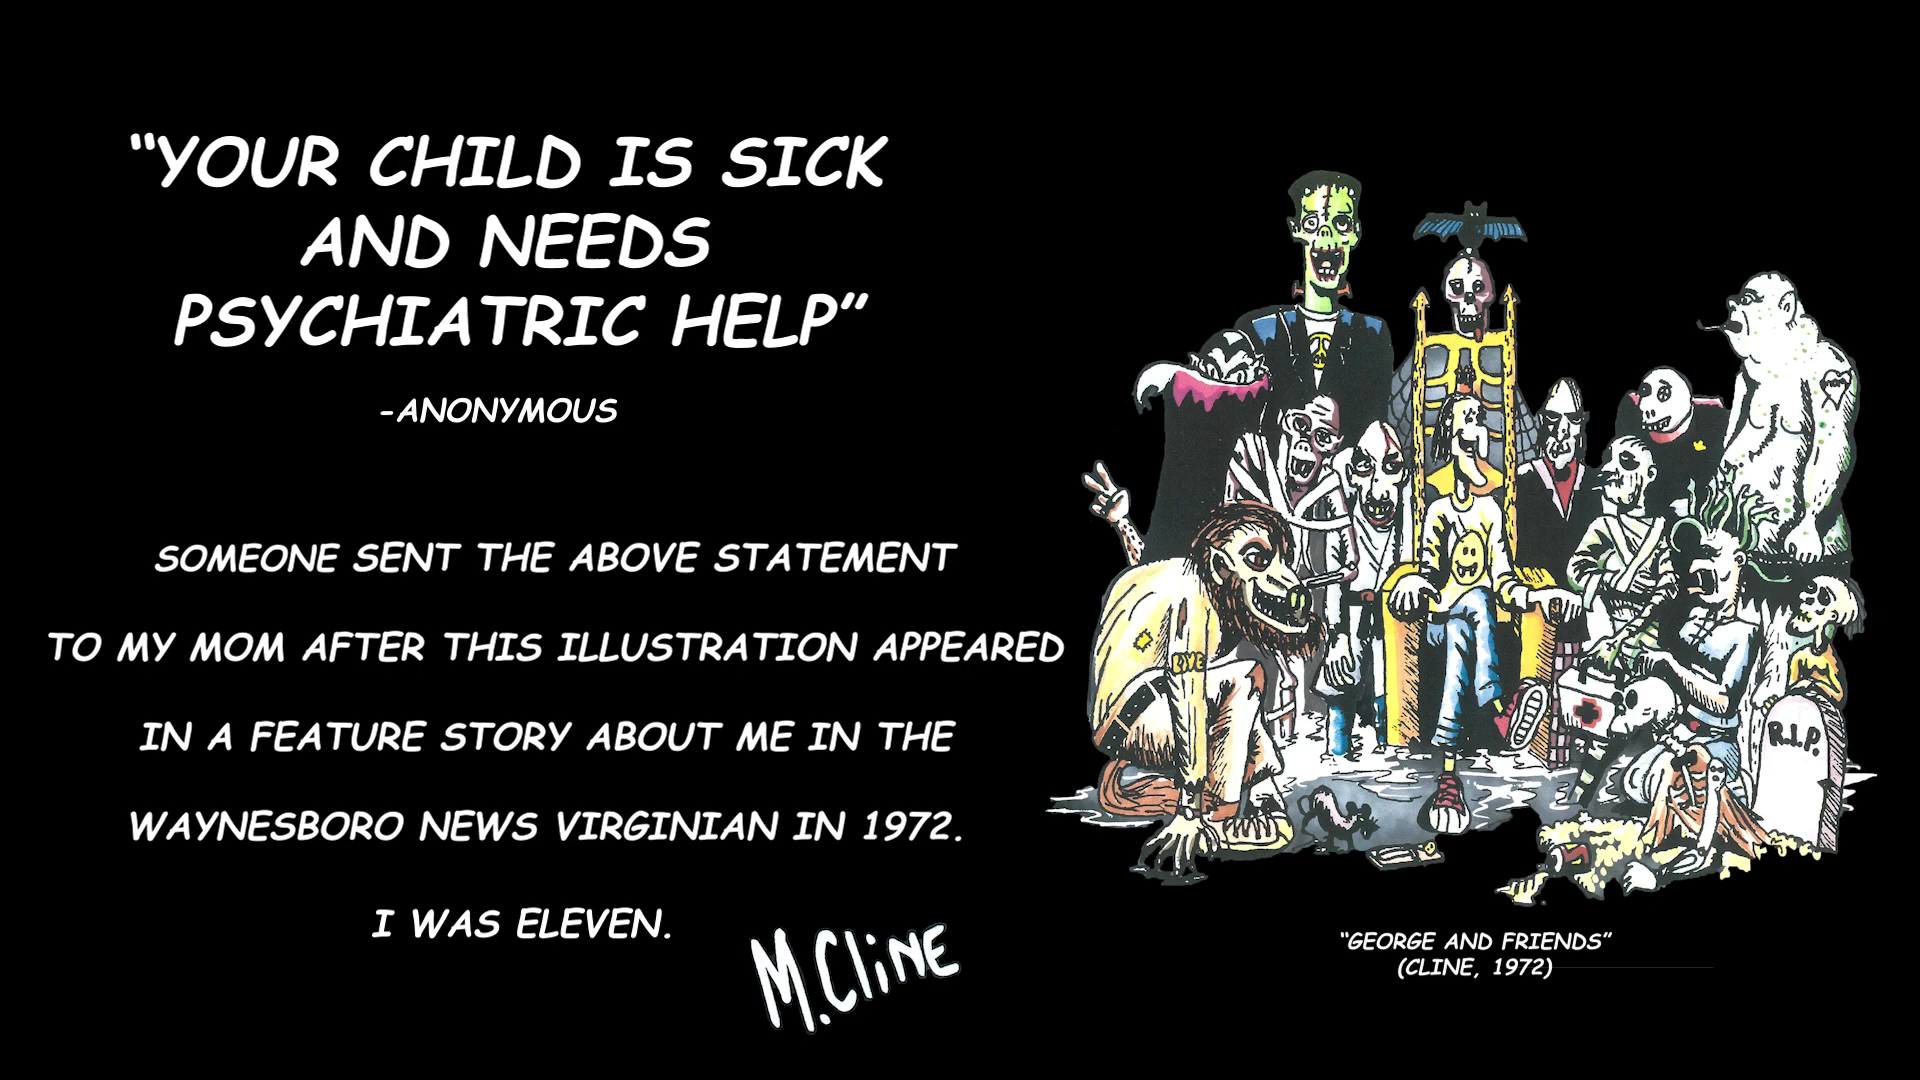 “YOUR CHILD IS SICK
AND NEEDS
PSYCHIATRIC HELP”
-ANONYMOUS
SOMEONE SENT THE ABOVE STATEMENT
TO MY MOM AFTER THIS ILLUSTRATION APPEARED
IN A FEATURE STORY ABOUT ME IN THE
WAYNESBORO NEWS VIRGINIAN IN 1972.
I WAS ELEVEN.
M.Cline
MOM
LIVE
R.I.P.
“GEORGE AND FRIENDS”
(CLINE, 1972)